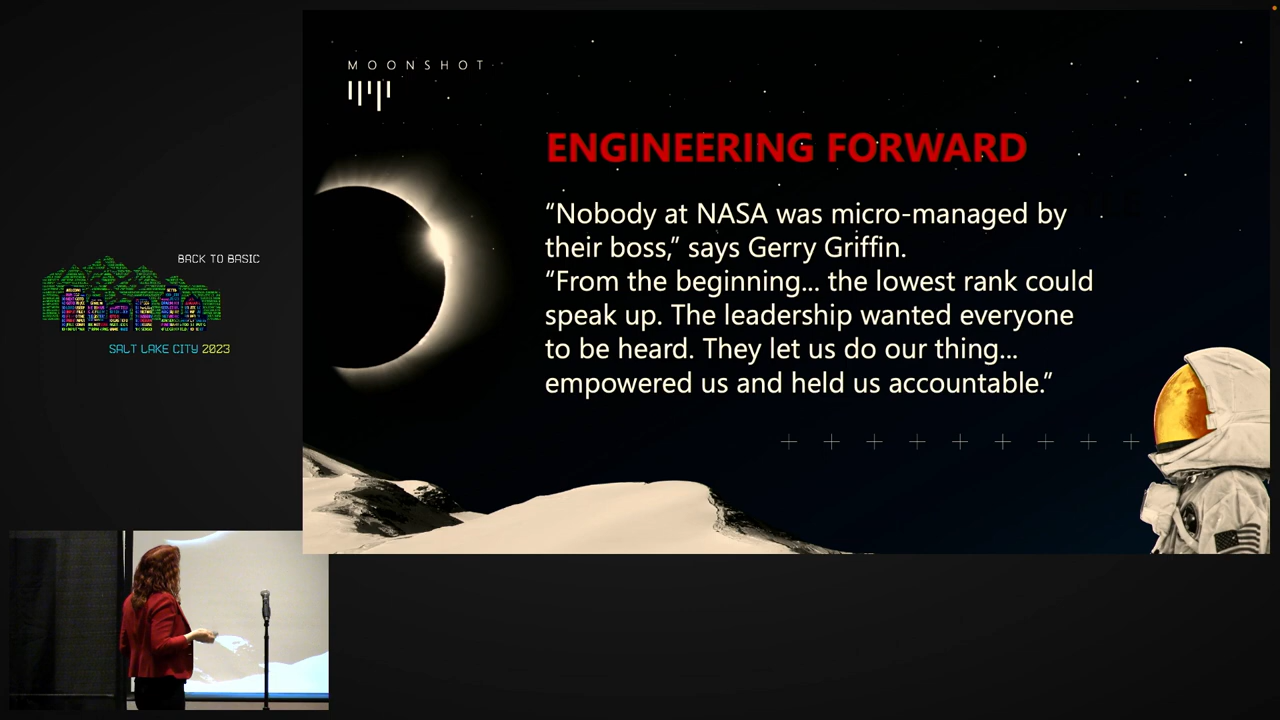 MOONSHOT
ENGINEERING FORWARD
“Nobody at NASA was micro-managed by
their boss,” says Gerry Griffin.
“From the beginning... the lowest rank could
speak up. The leadership wanted everyone
to be heard. They let us do our thing...
empowered us and held us accountable.”
BACK TO BASIC
SALT LAKE CITY 2023